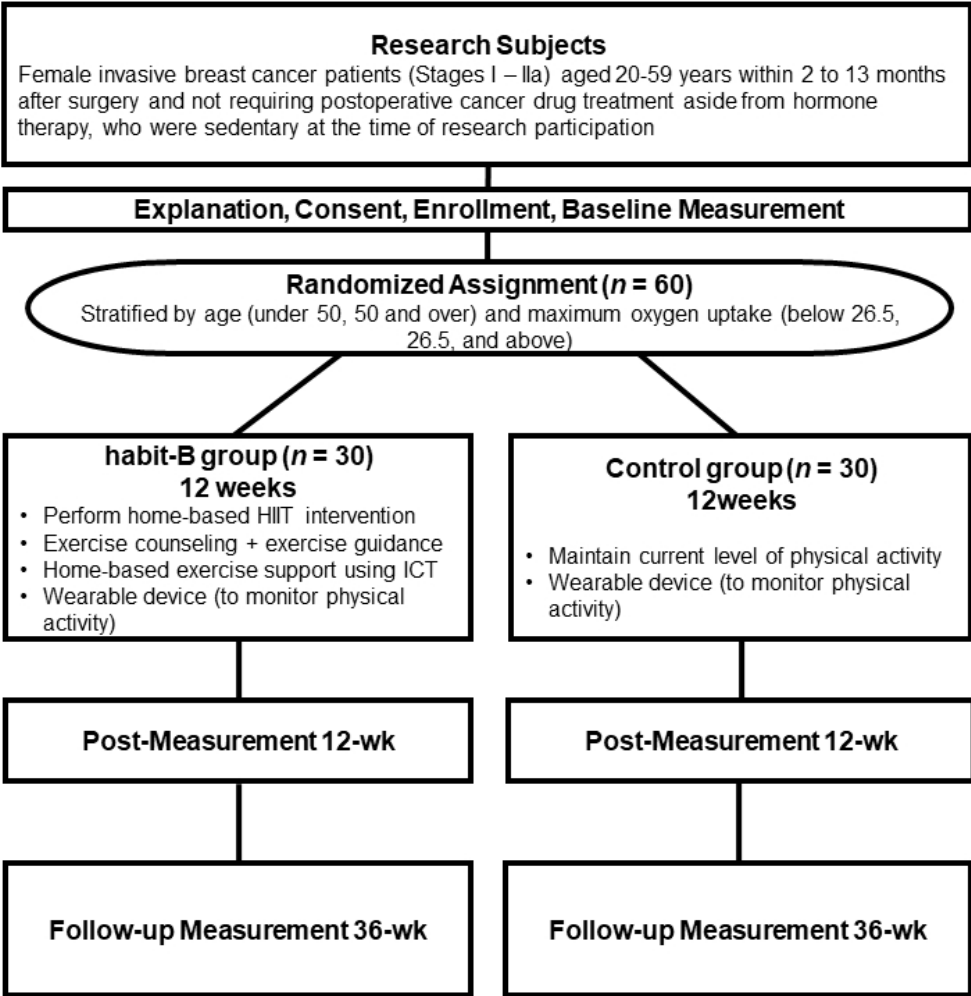 Research Subjects
Female invasive breast cancer patients (Stages I – IIa) aged 20-59 years within 2 to 13 months
after surgery and not requiring postoperative cancer drug treatment aside from hormone
therapy, who were sedentary at the time of research participation
Explanation, Consent, Enrollment, Baseline Measurement
Randomized Assignment (n = 60)
Stratified by age (under 50, 50 and over) and maximum oxygen uptake (below 26.5,
26.5, and above)
habit-B group (n = 30)
12 weeks
• Perform home-based HIIT intervention
• Exercise counseling + exercise guidance
• Home-based exercise support using ICT
• Wearable device (to monitor physical
activity)
Control group (n = 30)
12weeks
• Maintain current level of physical activity
• Wearable device (to monitor physical
activity)
Post-Measurement 12-wk
Post-Measurement 12-wk
Follow-up Measurement 36-wk
Follow-up Measurement 36-wk